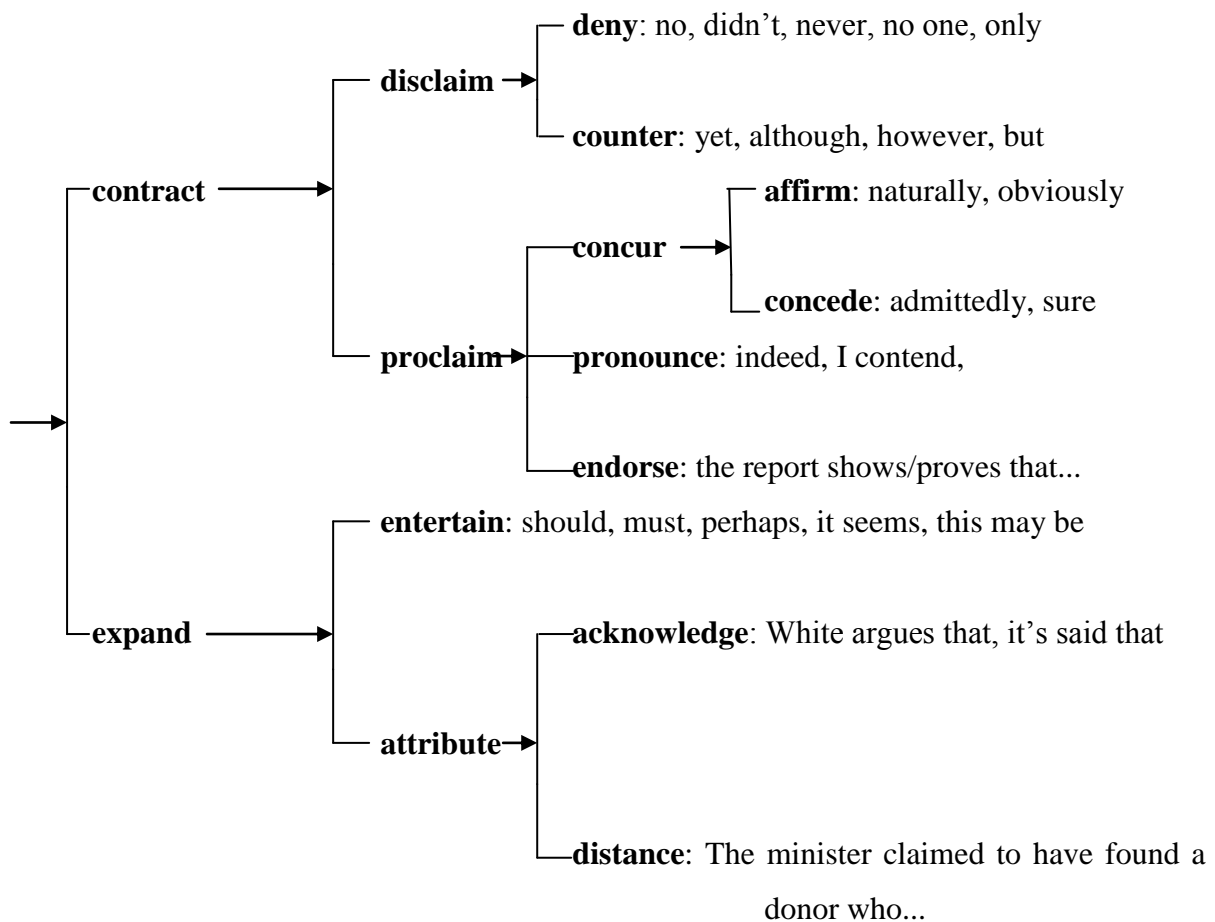 deny: no, didn’t, never, no one, only
disclaim
counter: yet, although, however, but
contract
affirm: naturally, obviously
concur
concede: admittedly, sure
proclaim
pronounce: indeed, I contend,
endorse: the report shows/proves that...
entertain: should, must, perhaps, it seems, this may be
expand
acknowledge: White argues that, it’s said that
attribute
distance: The minister claimed to have found a
donor who...